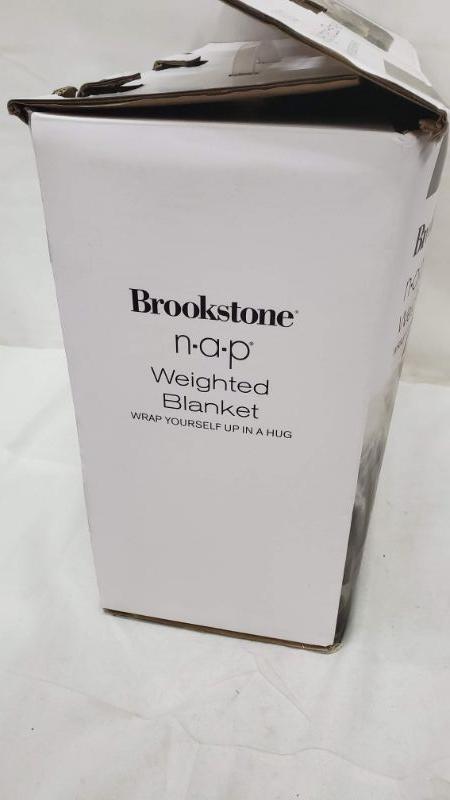 Brookstone®
n·a·p®
Weighted
Blanket
WRAP YOURSELF UP IN A HUG